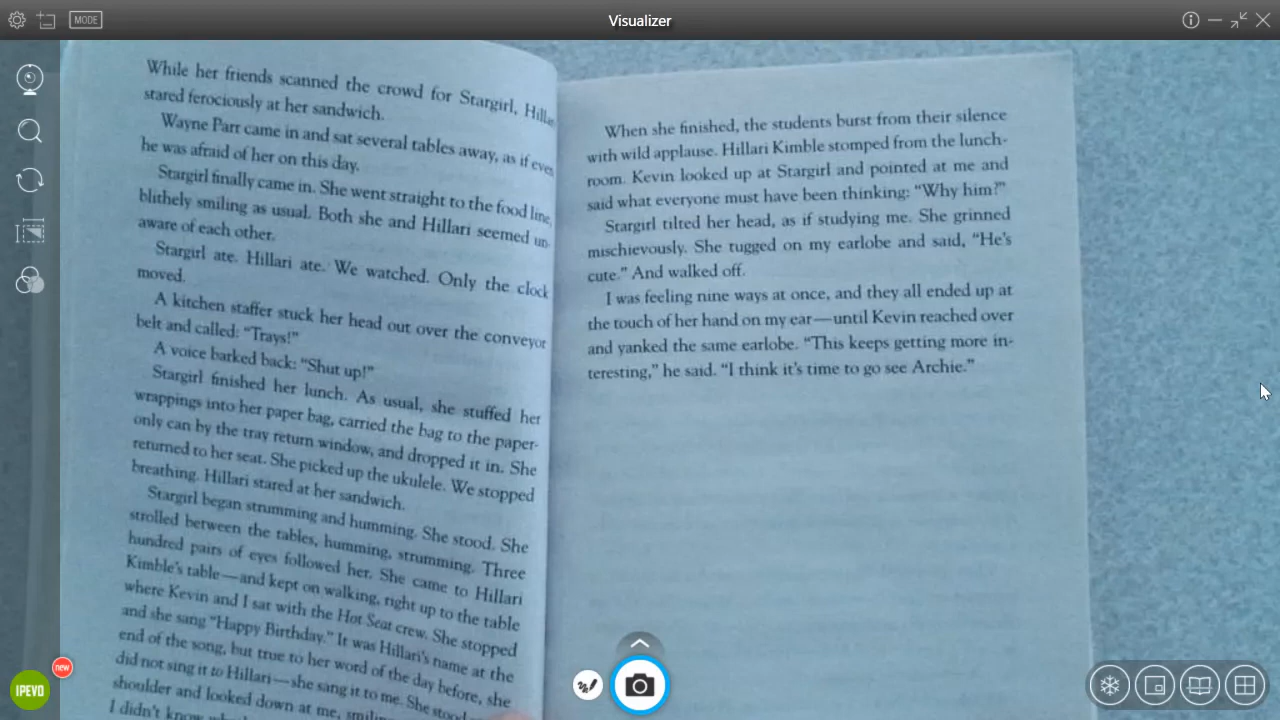 MODE
Visualizer
While her friends scanned the crowd for Stargirl,
stared ferociously at her sandwich.
Wayne Parr came in and sat several tables away, as if even
he was afraid of her on this day.
Stargirl finally came in. She went straight to the food line,
blithely smiling as usual. Both she and Hillari seemed un-
aware of each other.
Stargirl ate. Hillari ate. We watched. Only the clock
moved.
A kitchen staffer stuck her head out over the conveyor
belt and called: “Trays!”
A voice barked back: “Shut up!”
Stargirl finished her lunch. As usual, she stuffed her
wrappings into her paper bag, carried the bag to the paper-
only can by the tray return window, and dropped it in. She
returned to her seat. She picked up the ukulele. We stopped
breathing. Hillari stared at her sandwich.
Stargirl began strumming and humming. She stood. She
strolled between the tables, humming, strumming. Three
hundred pairs of eyes followed her. She came to Hillari
Kimble’s table—and kept on walking, right up to the table
where Kevin and I sat with the Hot Seat crew. She stopped
and she sang “Happy Birthday.” It was Hillari’s name at the
end of the song, but true to her word of the day before, she
did not sing it to Hillari—she sang it to me. She stood
shoulder and looked down at me,
I didn’t know
When she finished, the students burst from their silence
with wild applause. Hillari Kimble stomped from the lunch-
room. Kevin looked up at Stargirl and pointed at me and
said what everyone must have been thinking: “Why him?”
Stargirl tilted her head, as if studying me. She grinned
mischievously. She tugged on my earlobe and said, “He’s
cute.” And walked off.
I was feeling nine ways at once, and they all ended up at
the touch of her hand on my ear—until Kevin reached over
and yanked the same earlobe. “This keeps getting more in-
teresting,” he said. “I think it’s time to go see Archie.”
new
IPEVO